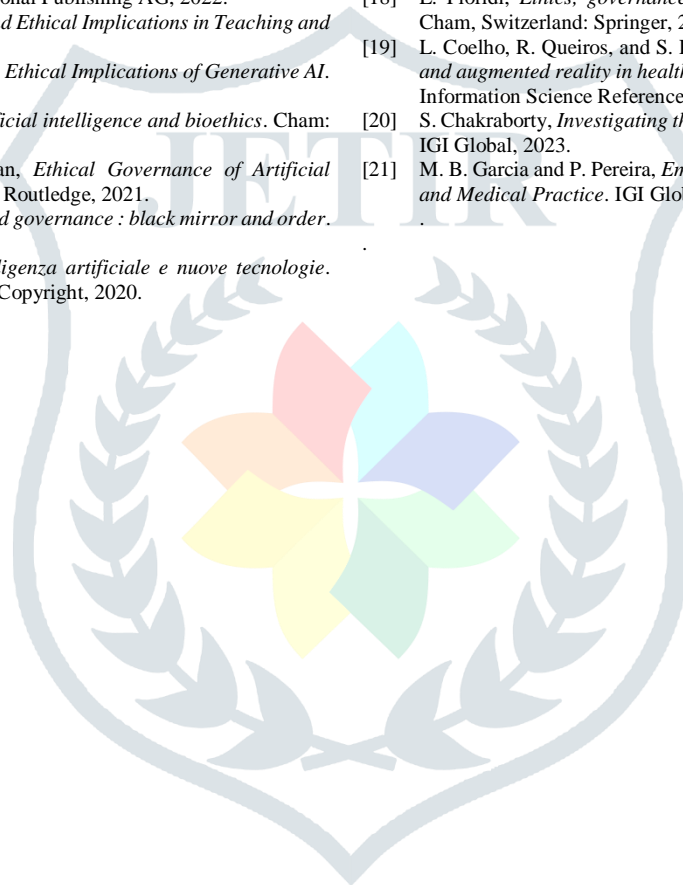 onal Publishing AG, 2022.
d Ethical Implications in Teaching and
Ethical Implications of Generative AI.
ficial intelligence and bioethics. Cham:
an, Ethical Governance of Artificial
Routledge, 2021.
d governance : black mirror and order.
ligenza artificiale e nuove tecnologie.
Copyright, 2020.
[18] L. Floridi, Ethics, governance
Cham, Switzerland: Springer, 2
[19] L. Coelho, R. Queiros, and S.
and augmented reality in health
Information Science Reference
[20] S. Chakraborty, Investigating th
IGI Global, 2023.
[21] M. B. Garcia and P. Pereira, Em
and Medical Practice. IGI Glob
.
.
JETIR